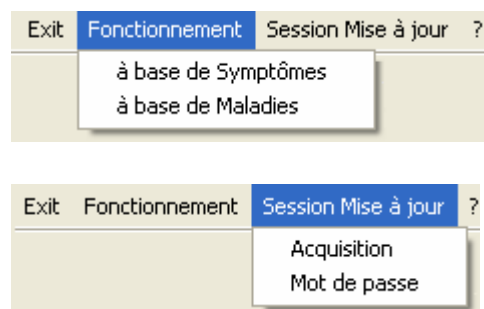 Exit Fonctionnement Session Mise à jour ?
à base de Symptômes
à base de Maladies
Exit Fonctionnement Session Mise à jour ?
Acquisition
Mot de passe